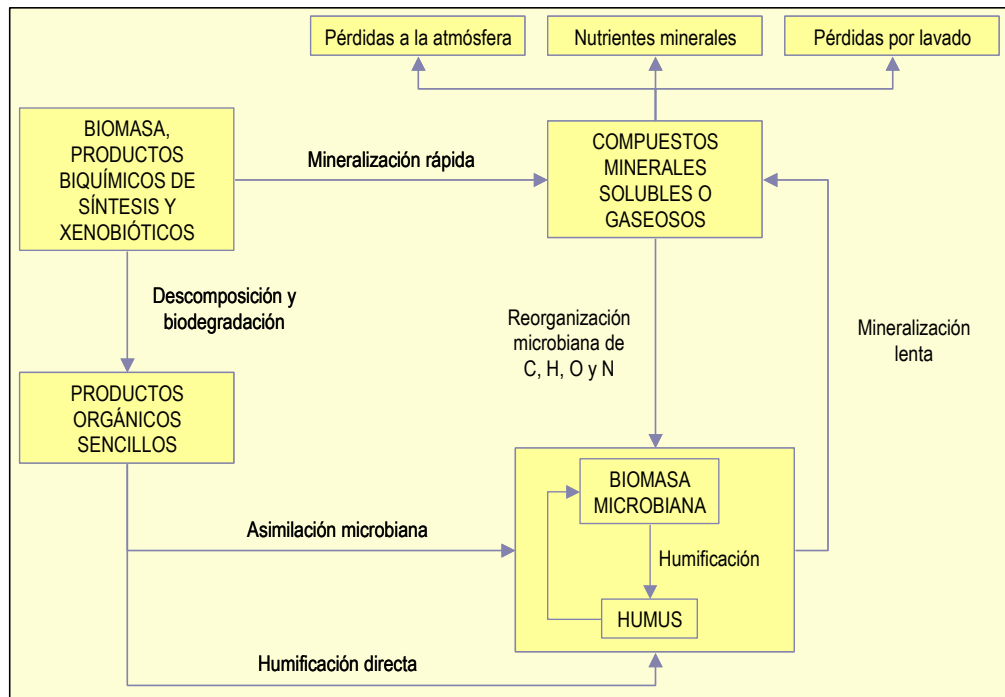 Pérdidas a la atmósfera
Nutrientes minerales
Pérdidas por lavado
BIOMASA,
PRODUCTOS
BIQUÍMICOS DE
SÍNTESIS Y
XENOBIÓTICOS
Mineralización rápida
COMPUESTOS
MINERALES
SOLUBLES O
GASEOSOS
Descomposición y
biodegradación
Reorganización
microbiana de
C, H, O y N
Mineralización
lenta
PRODUCTOS
ORGÁNICOS
SENCILLOS
BIOMASA
MICROBIANA
Asimilación microbiana
Humificación
HUMUS
Humificación directa